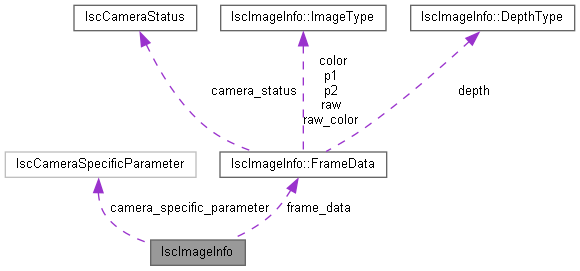 IscCameraStatus
IscImageInfo::ImageType
IscImageInfo::DepthType
color
p1
p2
raw
raw_color
camera_status
depth
IscCameraSpecificParameter
IscImageInfo::FrameData
camera_specific_parameter
frame_data
IscImageInfo